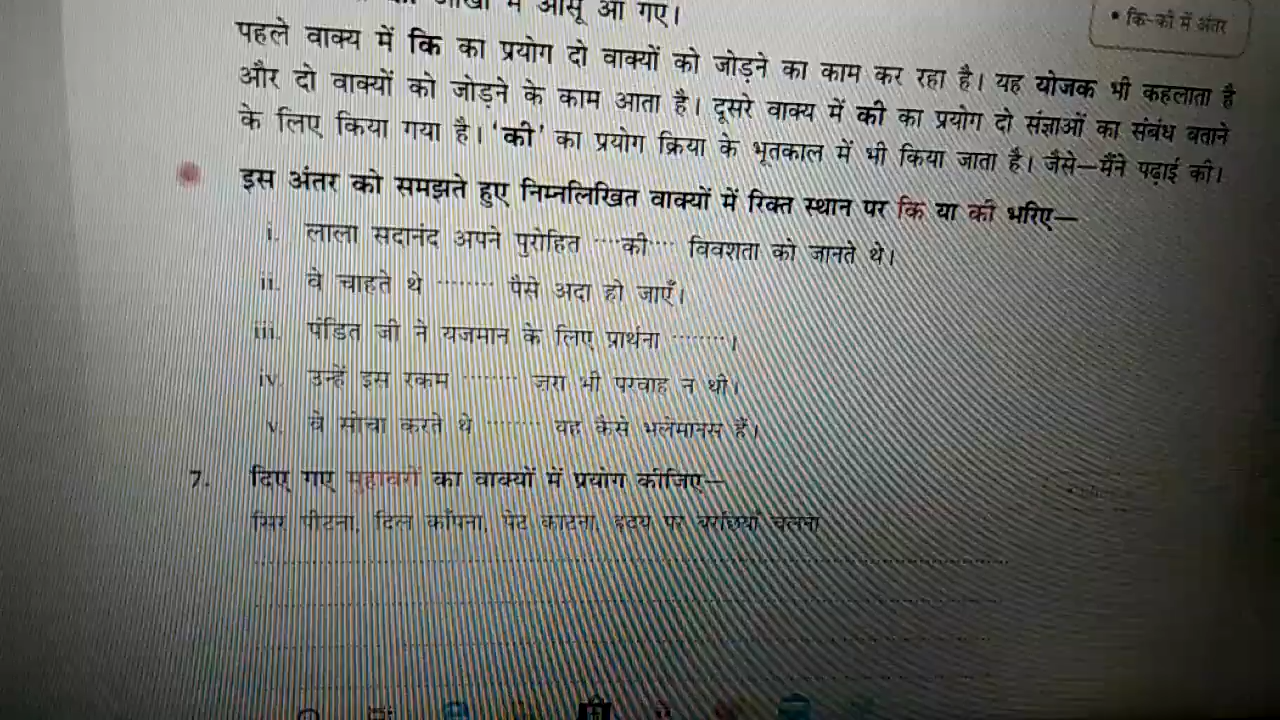 आँखों में आँसू आ गए।
• कि-की में अंतर
पहले वाक्य में कि का प्रयोग दो वाक्यों को जोड़ने का काम कर रहा है। यह योजक भी कहलाता है
और दो वाक्यों को जोड़ने के काम आता है। दूसरे वाक्य में की का प्रयोग दो संज्ञाओं का संबंध बताने
के लिए किया गया है। 'की' का प्रयोग क्रिया के भूतकाल में भी किया जाता है। जैसे—मैंने पढ़ाई की।
इस अंतर को समझते हुए निम्नलिखित वाक्यों में रिक्त स्थान पर कि या की भरिए—
i. लाला सदानंद अपने पुरोहित ....की.... विवशता को जानते थे।
ii. वे चाहते थे ........ पैसे अदा हो जाएँ।
iii. पंडित जी ने यजमान के लिए प्रार्थना ........।
iv. उन्हें इस रकम ........ ज़रा भी परवाह न थी।
v. वे सोचा करते थे ........ यह कैसे भलेमानस हैं।
7. दिए गए मुहावरों का वाक्यों में प्रयोग कीजिए—
सिर पीटना, दिल काँपना, पेट काटना, हृदय पर बरछियाँ चलना